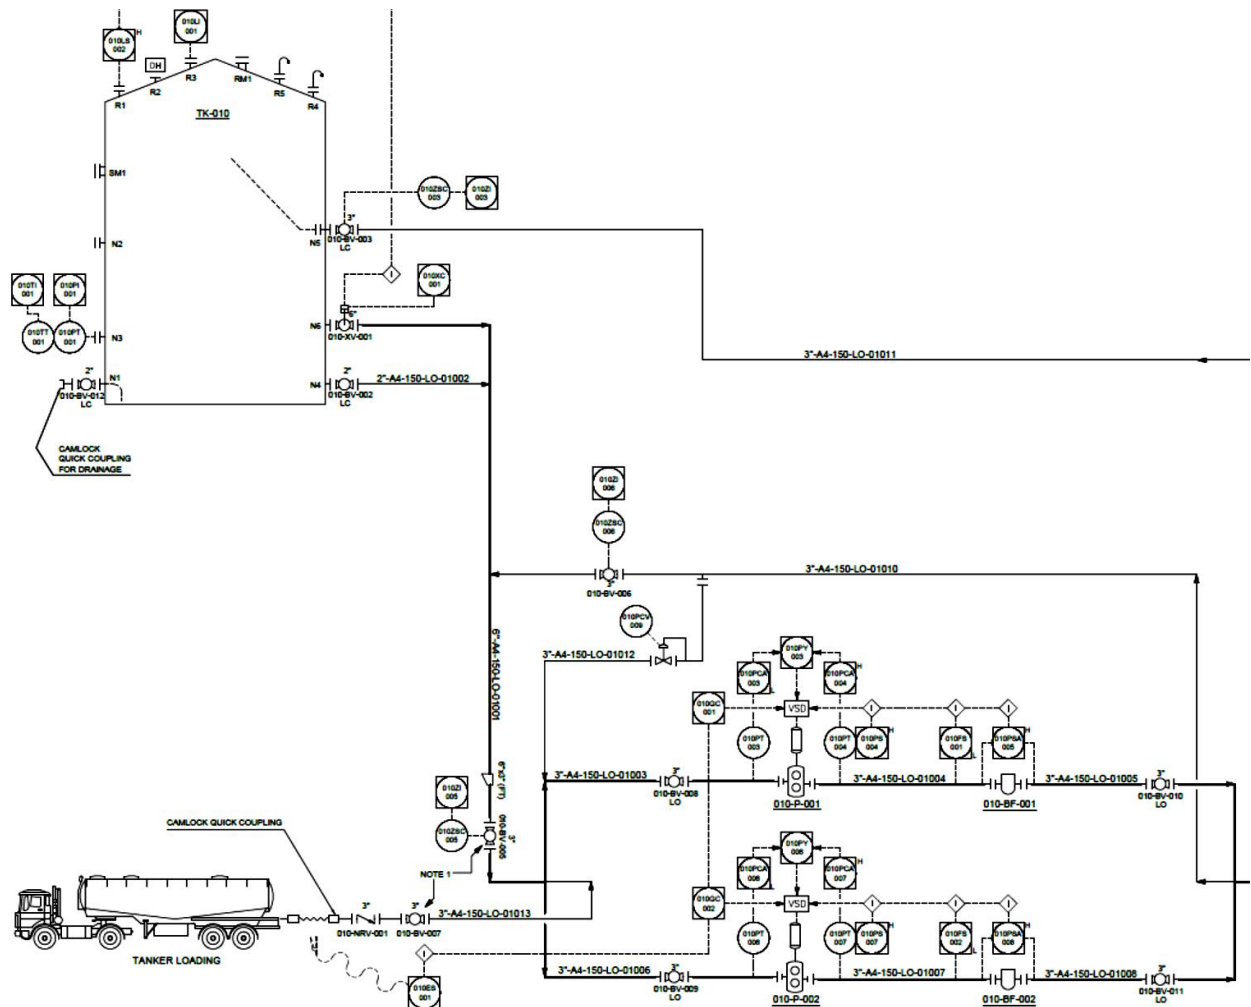 010LS
002
H
010LI
001
OH
R1
R2
R3
RM1
R5
R4
TK-010
SM1
N2
N5
3"
010-BV-003
LC
010ZSC
003
010ZI
003
010XC
001
I
6"
N6
010-XV-001
010TI
001
010PI
001
010TT
001
010PT
001
N3
2"
N1
010-BV-012
LC
2"
N4
010-BV-002
LC
2"-A4-150-LO-01002
3"-A4-150-LO-01011
CAMLOCK
QUICK COUPLING
FOR DRAINAGE
010ZI
006
010ZSC
006
3"
010-BV-006
3"-A4-150-LO-01010
010PCV
009
3"-A4-150-LO-01012
6"-A4-150-LO-01001
010PY
003
010PCA
003
L
010PCA
004
H
010GC
001
VSD
I
I
I
010PT
003
010PT
004
010PS
004
H
010FS
001
L
010PSA
005
H
3"-A4-150-LO-01003
3"
010-BV-008
LO
010-P-001
3"-A4-150-LO-01004
010-BF-001
3"-A4-150-LO-01005
3"
010-BV-010
LO
6"x3" (FT)
010ZI
005
010ZSC
005
3"
010-BV-005
CAMLOCK QUICK COUPLING
NOTE 1
3"
010-NRV-001
3"
010-BV-007
3"-A4-150-LO-01013
TANKER LOADING
I
010ES
001
010PY
006
010PCA
006
L
010PCA
007
H
010GC
002
VSD
I
I
I
010PT
006
010PT
007
010PS
007
H
010FS
002
L
010PSA
008
H
3"-A4-150-LO-01006
3"
010-BV-009
LO
010-P-002
3"-A4-150-LO-01007
010-BF-002
3"-A4-150-LO-01008
3"
010-BV-011
LO